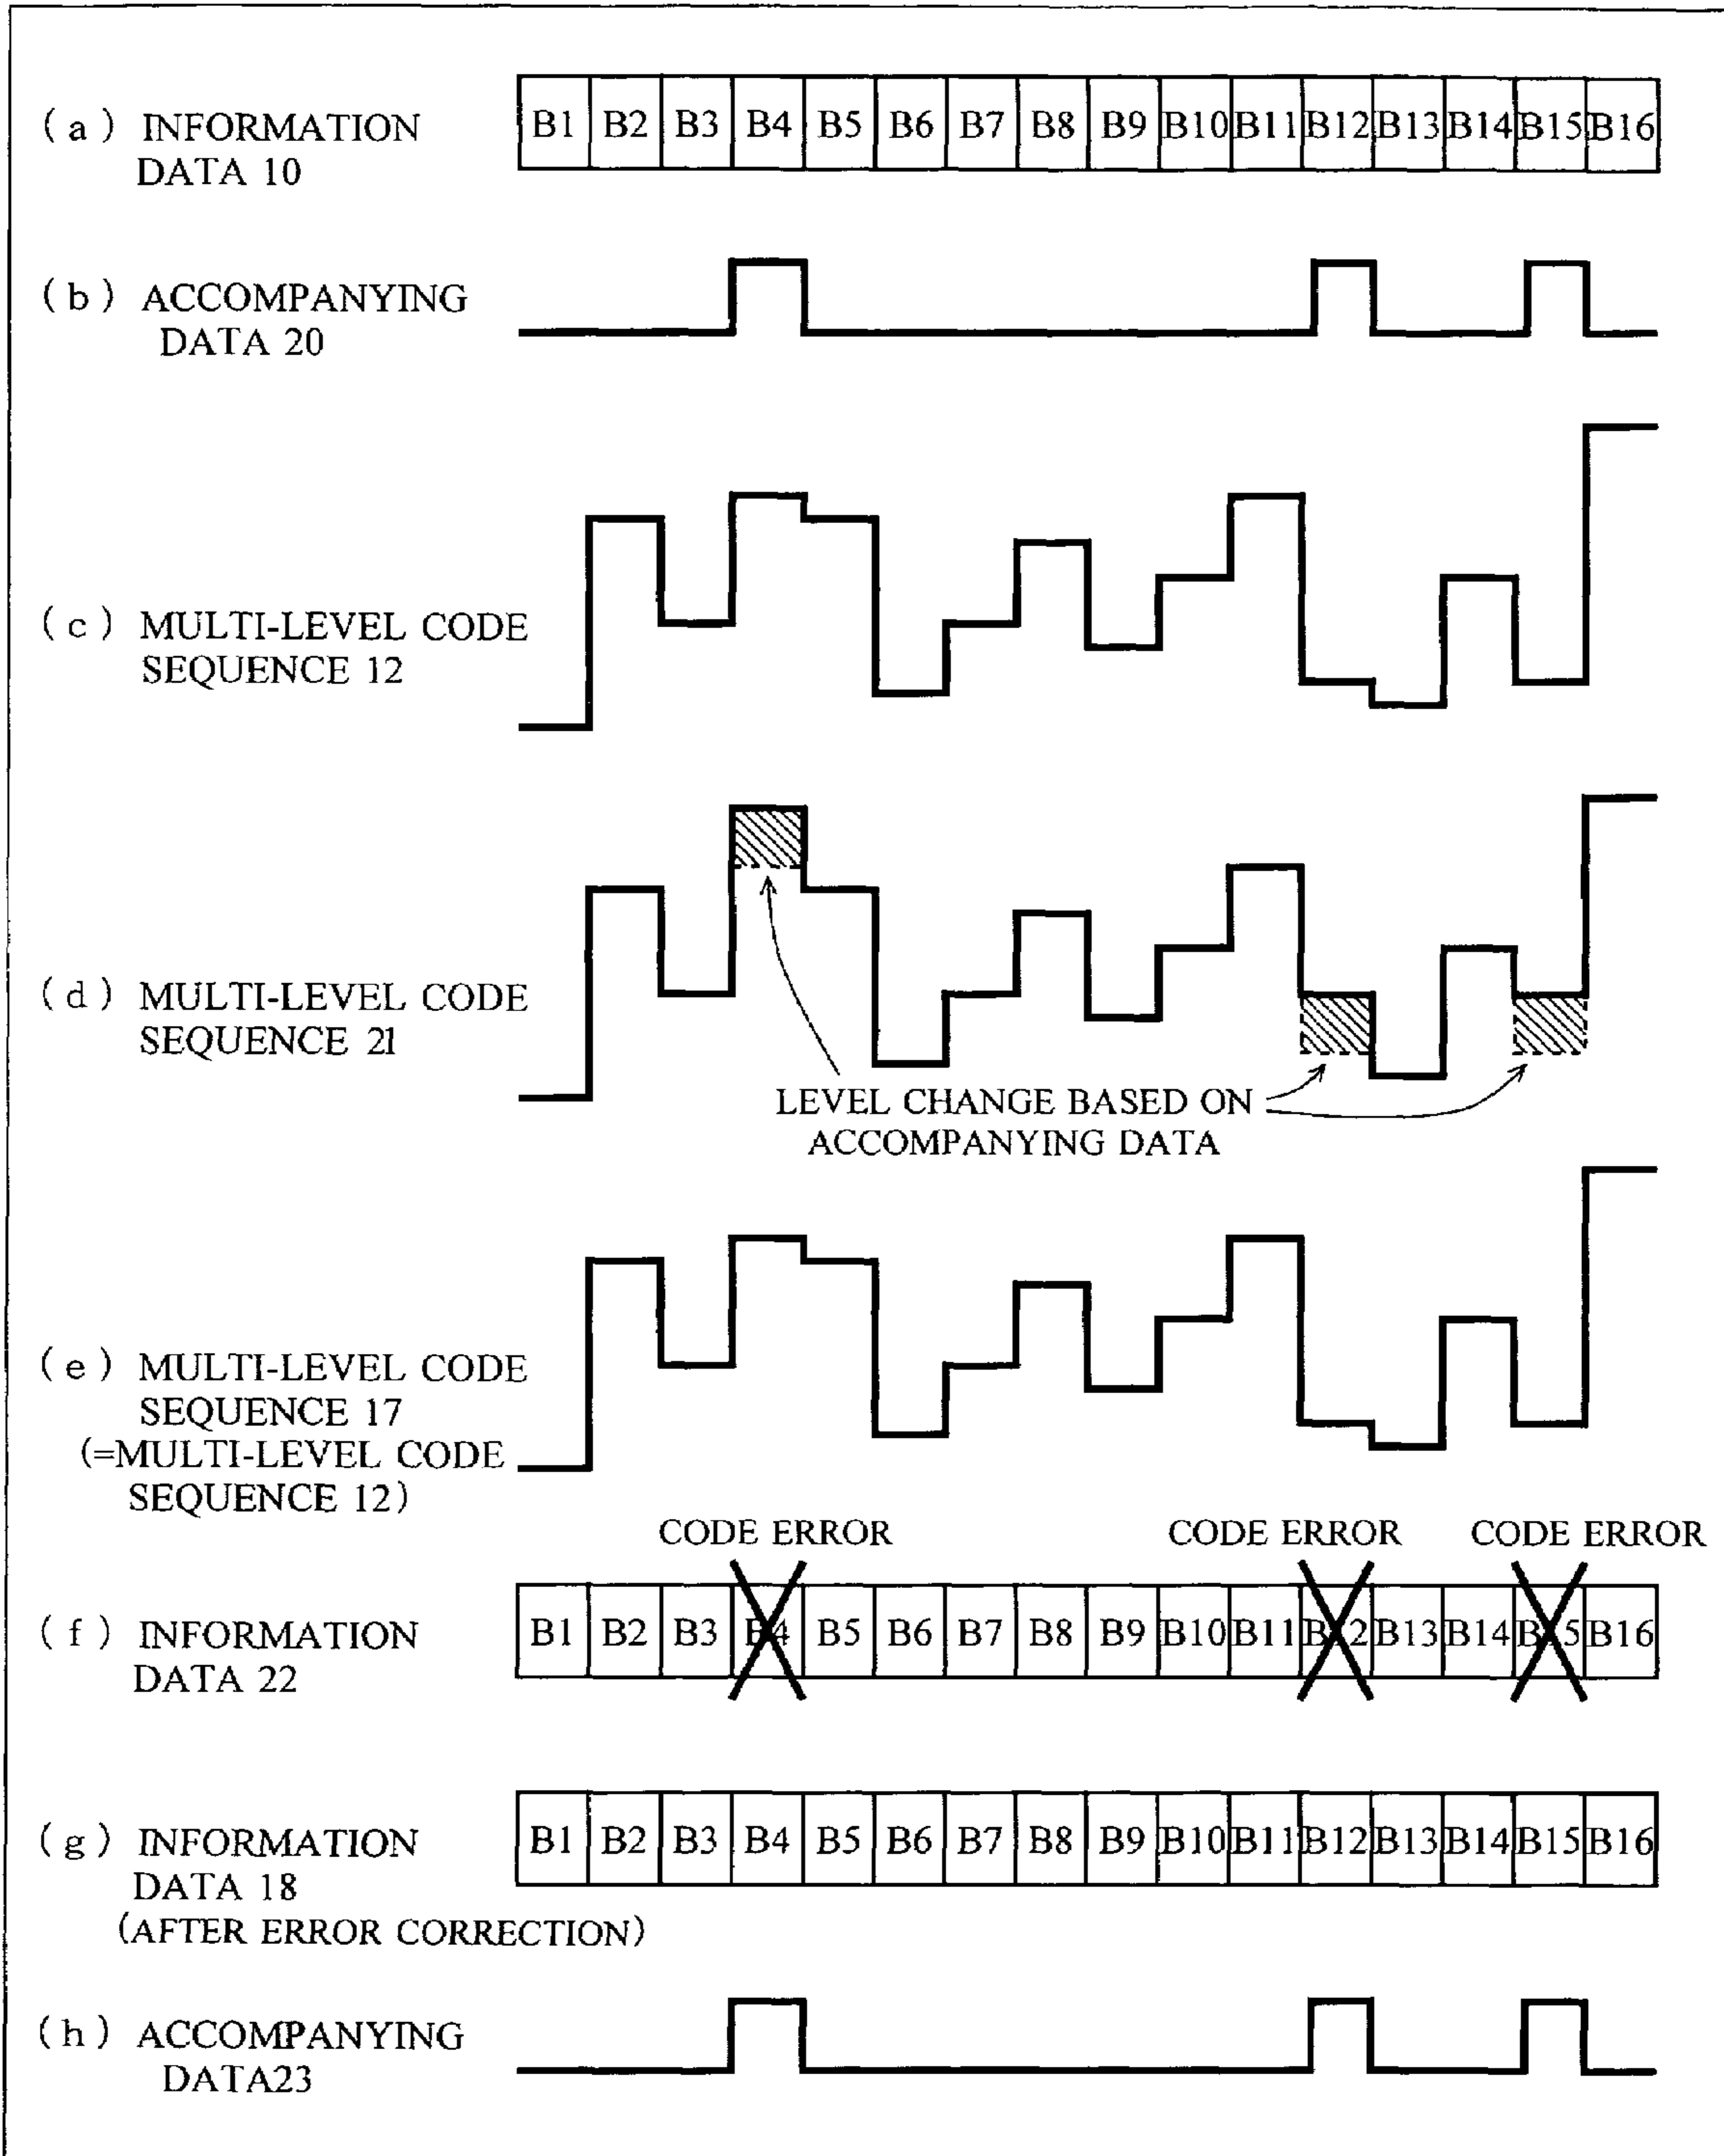 (a) INFORMATION
DATA 10
B1 B2 B3 B4 B5 B6 B7 B8 B9 B10 B11 B12 B13 B14 B15 B16
(b) ACCOMPANYING
DATA 20
(c) MULTI-LEVEL CODE
SEQUENCE 12
(d) MULTI-LEVEL CODE
SEQUENCE 21
LEVEL CHANGE BASED ON
ACCOMPANYING DATA
(e) MULTI-LEVEL CODE
SEQUENCE 17
(=MULTI-LEVEL CODE
SEQUENCE 12)
CODE ERROR CODE ERROR CODE ERROR
(f) INFORMATION
DATA 22
B1 B2 B3 B4 B5 B6 B7 B8 B9 B10 B11 B12 B13 B14 B15 B16
(g) INFORMATION
DATA 18
(AFTER ERROR CORRECTION)
B1 B2 B3 B4 B5 B6 B7 B8 B9 B10 B11 B12 B13 B14 B15 B16
(h) ACCOMPANYING
DATA23